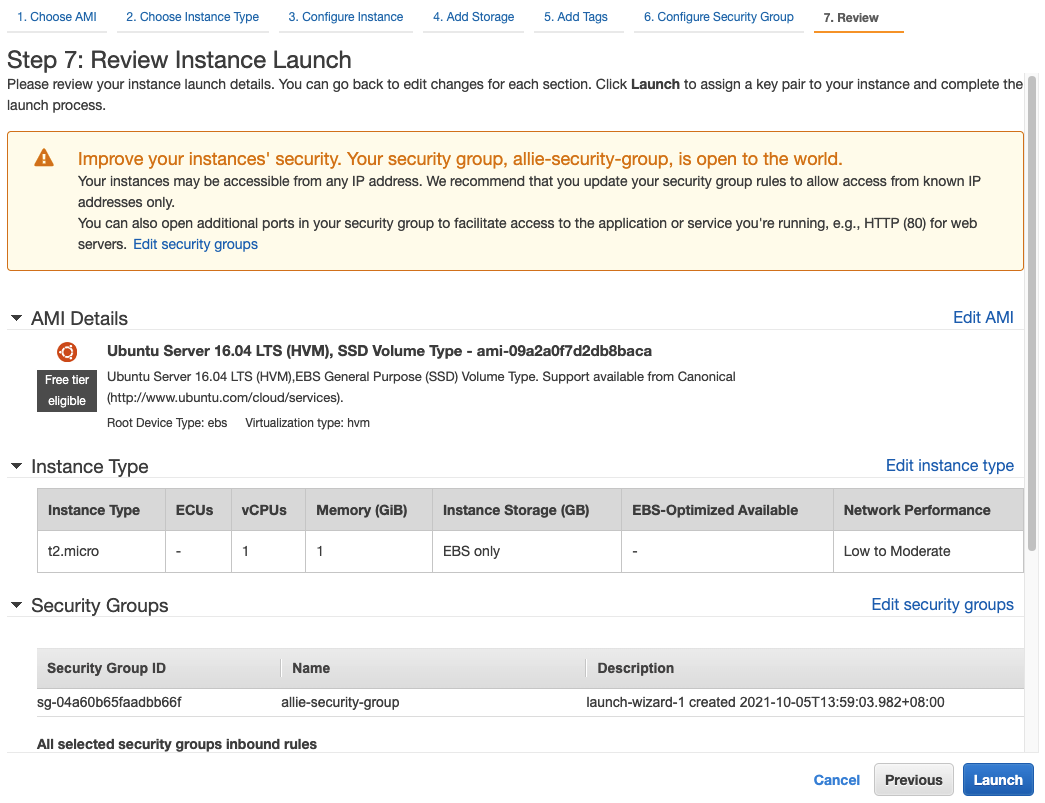 1. Choose AMI 2. Choose Instance Type 3. Configure Instance 4. Add Storage 5. Add Tags 6. Configure Security Group 7. Review
Step 7: Review Instance Launch
Please review your instance launch details. You can go back to edit changes for each section. Click Launch to assign a key pair to your instance and complete the
launch process.
Improve your instances' security. Your security group, allie-security-group, is open to the world.
Your instances may be accessible from any IP address. We recommend that you update your security group rules to allow access from known IP
addresses only.
You can also open additional ports in your security group to facilitate access to the application or service you're running, e.g., HTTP (80) for web
servers. Edit security groups
AMI Details Edit AMI
Ubuntu Server 16.04 LTS (HVM), SSD Volume Type - ami-09a2a0f7d2db8baca
Free tier
eligible
Ubuntu Server 16.04 LTS (HVM),EBS General Purpose (SSD) Volume Type. Support available from Canonical
(http://www.ubuntu.com/cloud/services).
Root Device Type: ebs Virtualization type: hvm
Instance Type Edit instance type
Instance Type ECUs vCPUs Memory (GiB) Instance Storage (GB) EBS-Optimized Available Network Performance
t2.micro - 1 1 EBS only - Low to Moderate
Security Groups Edit security groups
Security Group ID Name Description
sg-04a60b65faadbb66f allie-security-group launch-wizard-1 created 2021-10-05T13:59:03.982+08:00
All selected security groups inbound rules
Cancel Previous Launch